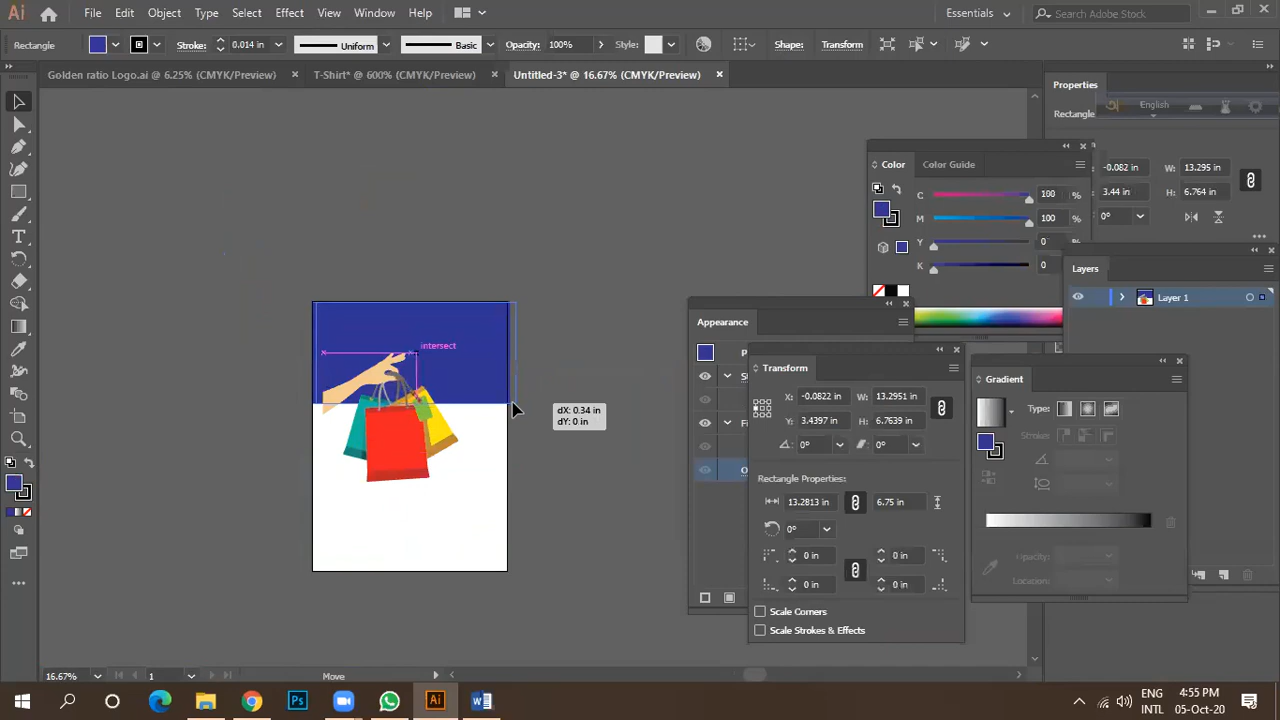 Ai File Edit Object Type Select Effect View Window Help Essentials Search Adobe Stock
Rectangle Stroke: 0.014 in Uniform Basic Opacity: 100% Style: Shape: Transform
Golden ratio Logo.ai @ 6.25% (CMYK/Preview) T-Shirt* @ 600% (CMYK/Preview) Untitled-3* @ 16.67% (CMYK/Preview)
Properties
English
Rectangle
Color Color Guide
-0.082 in W: 13.295 in
3.44 in H: 6.764 in
0°
C 100 %
M 100 %
Y 0 %
K 0 %
Layers
Layer 1
Appearance
intersect
dX: 0.34 in
dY: 0 in
Transform
X: -0.0822 in W: 13.2951 in
Y: 3.4397 in H: 6.7639 in
0° 0°
Rectangle Properties:
13.2813 in 6.75 in
0°
0 in 0 in
0 in 0 in
Scale Corners
Scale Strokes & Effects
Gradient
Type:
Strokes:
Opacity:
Location:
16.67% 1 Move
Ps Ai
ENG
INTL
4:55 PM
05-Oct-20